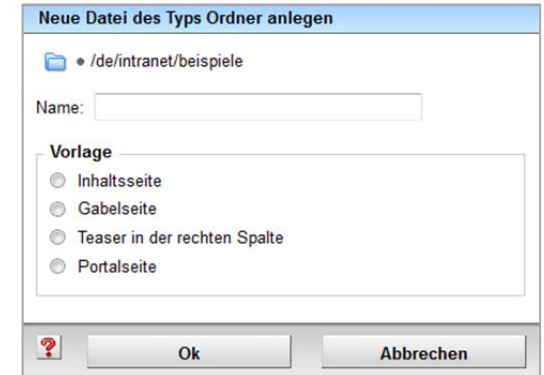 Neue Datei des Typs Ordner anlegen
/de/intranet/beispiele
Name:
Vorlage
Inhaltsseite
Gabelseite
Teaser in der rechten Spalte
Portalseite
? Ok Abbrechen